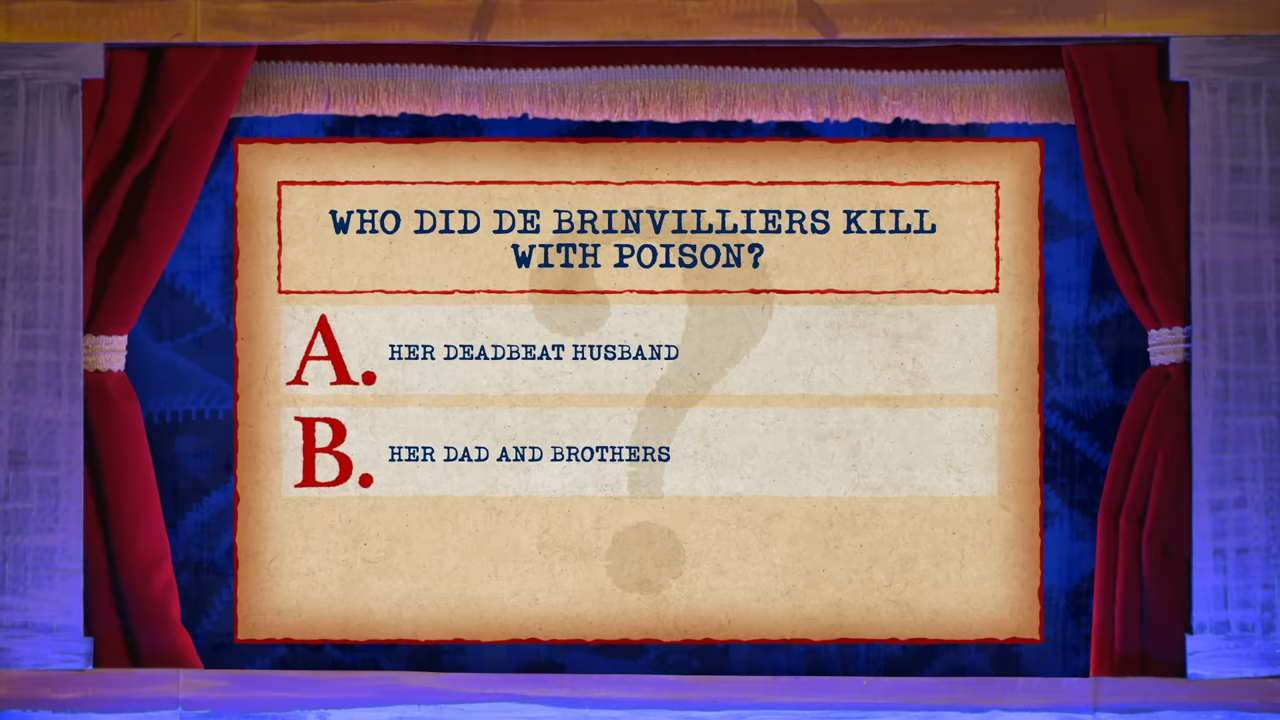 WHO DID DE BRINVILLIERS KILL
WITH POISON?
A. HER DEADBEAT HUSBAND
B. HER DAD AND BROTHERS